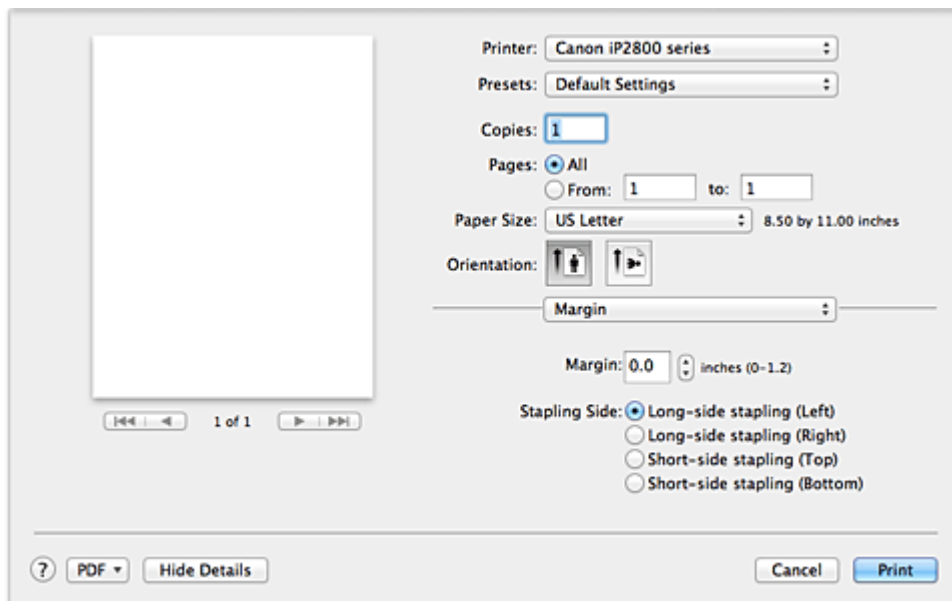 Printer: Canon iP2800 series
Presets: Default Settings
Copies: 1
Pages: All
From: 1 to: 1
Paper Size: US Letter 8.50 by 11.00 inches
Orientation:
Margin
Margin: 0.0 inches (0-1.2)
Stapling Side: Long-side stapling (Left)
Long-side stapling (Right)
Short-side stapling (Top)
Short-side stapling (Bottom)
1 of 1
? PDF Hide Details Cancel Print